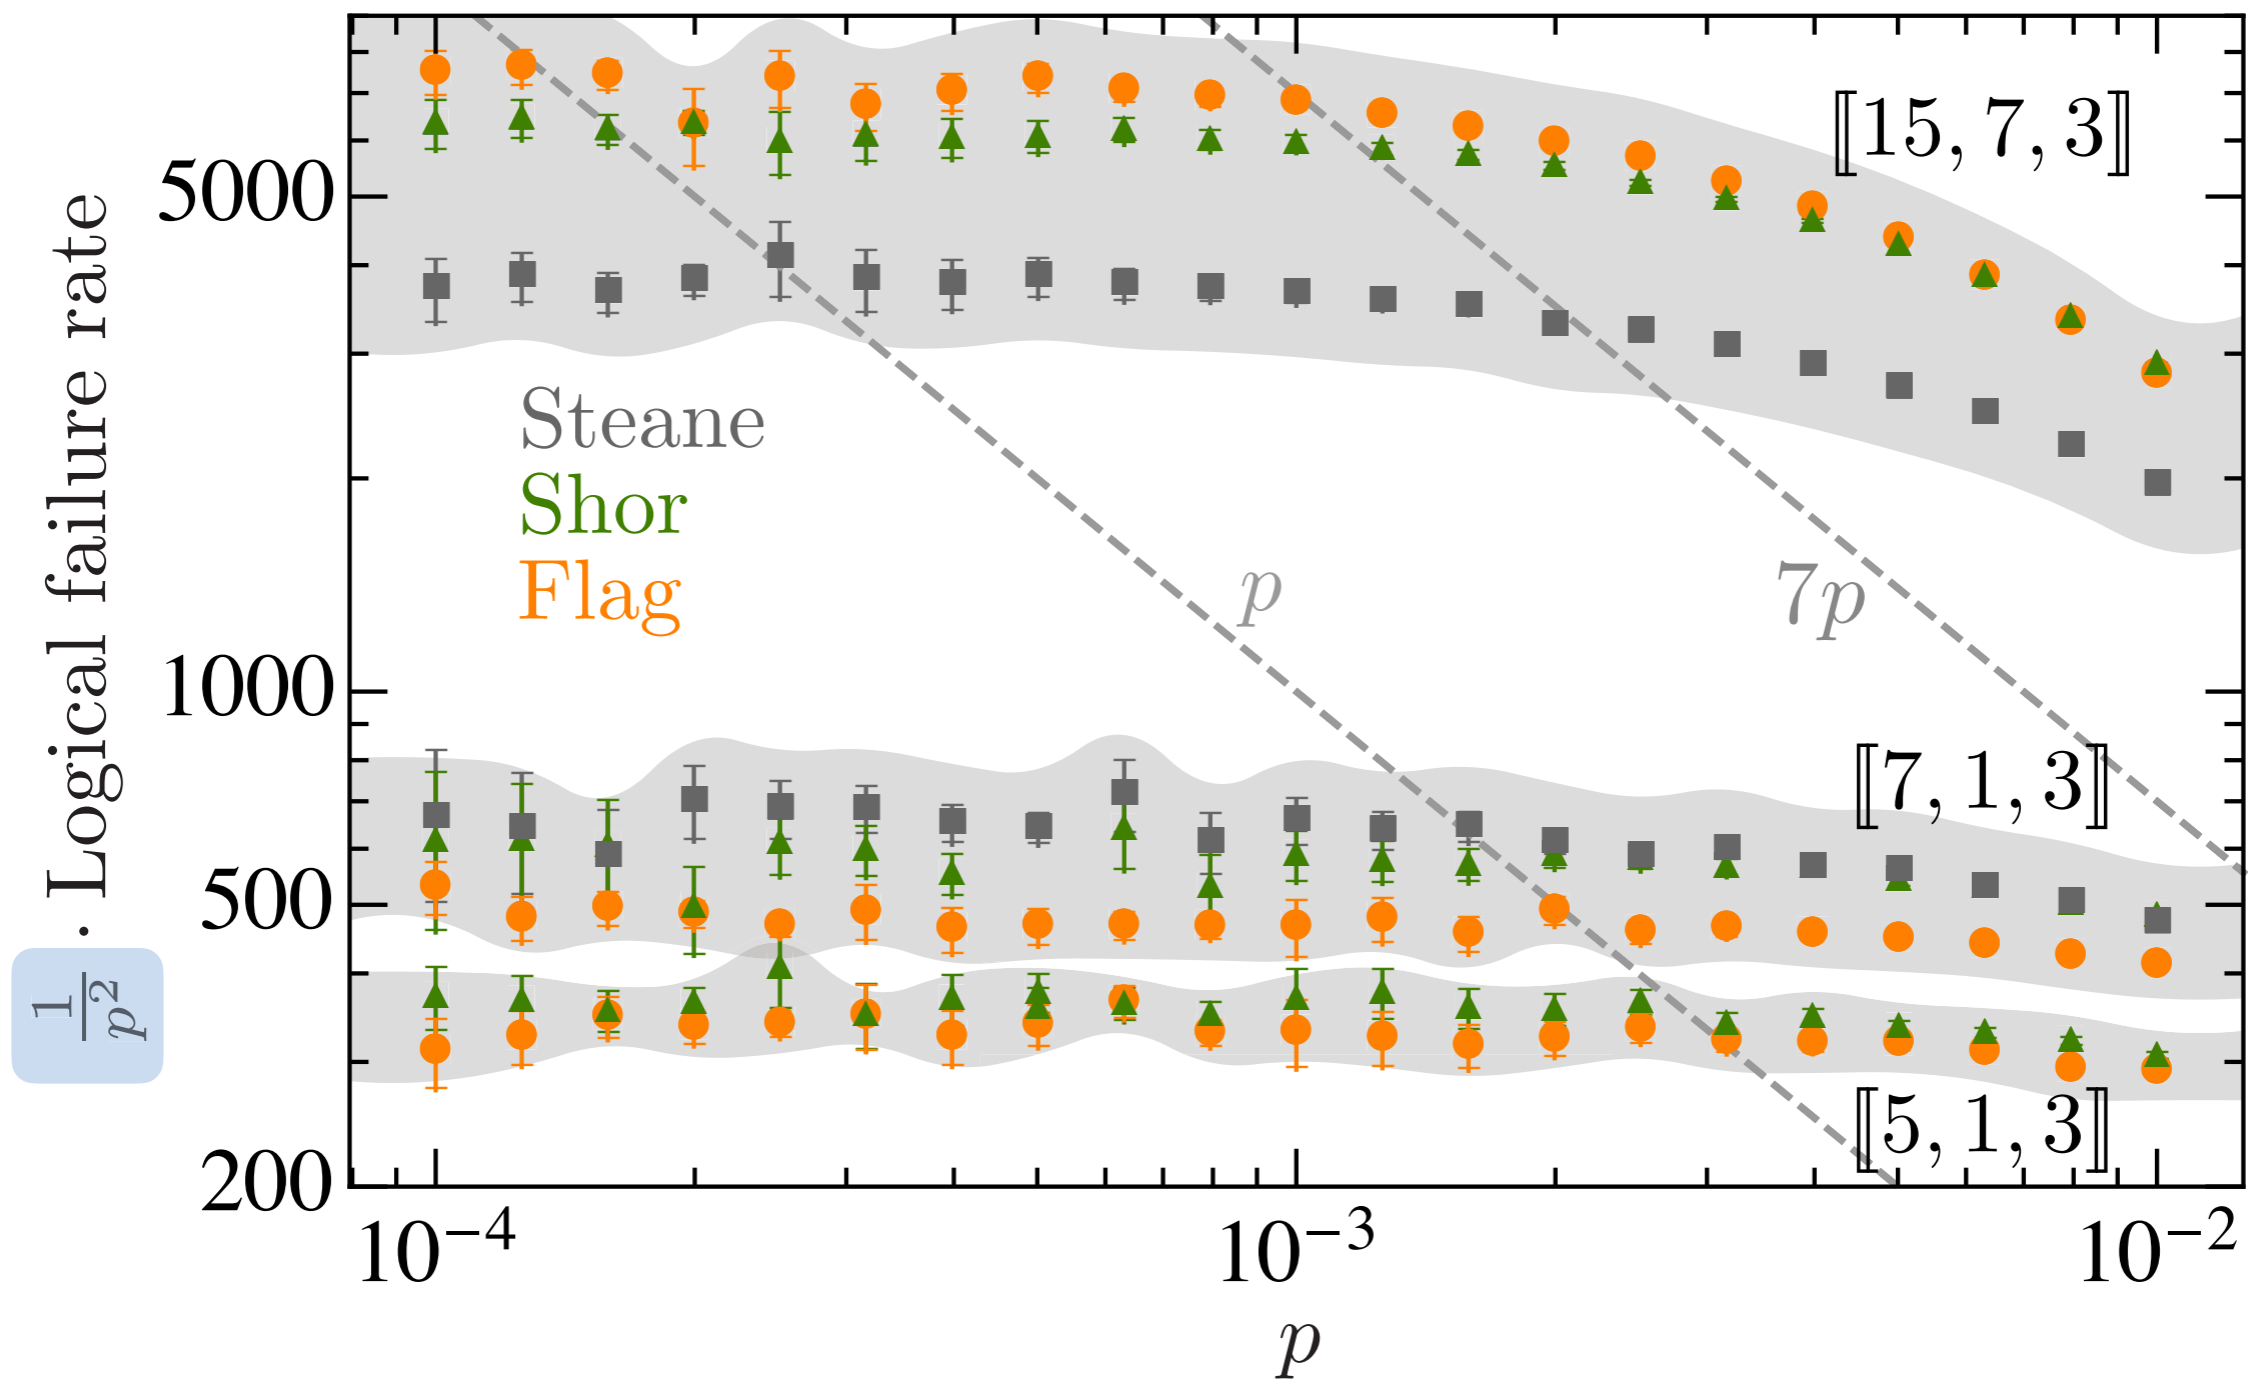 1/p² · Logical failure rate
5000
1000
500
200
10⁻⁴
10⁻³
10⁻²
p
⟦15, 7, 3⟧
Steane
Shor
Flag
p
7p
⟦7, 1, 3⟧
⟦5, 1, 3⟧